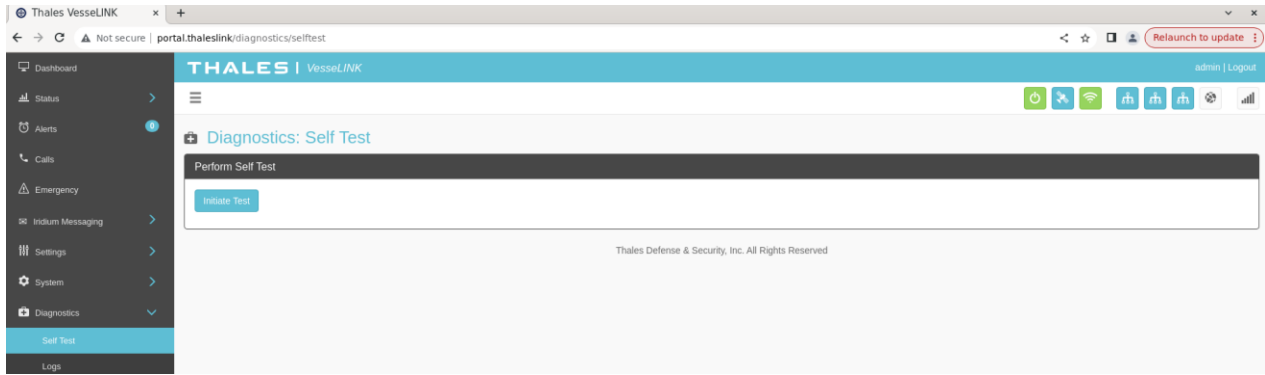 Thales VesselLINK
Not secure | portal.thaleslink/diagnostics/selftest
Relaunch to update
Dashboard
Status
Alerts
0
Calls
Emergency
Iridium Messaging
Settings
System
Diagnostics
Self Test
Logs
THALES | VesseLINK
admin | Logout
Diagnostics: Self Test
Perform Self Test
Initiate Test
Thales Defense & Security, Inc. All Rights Reserved